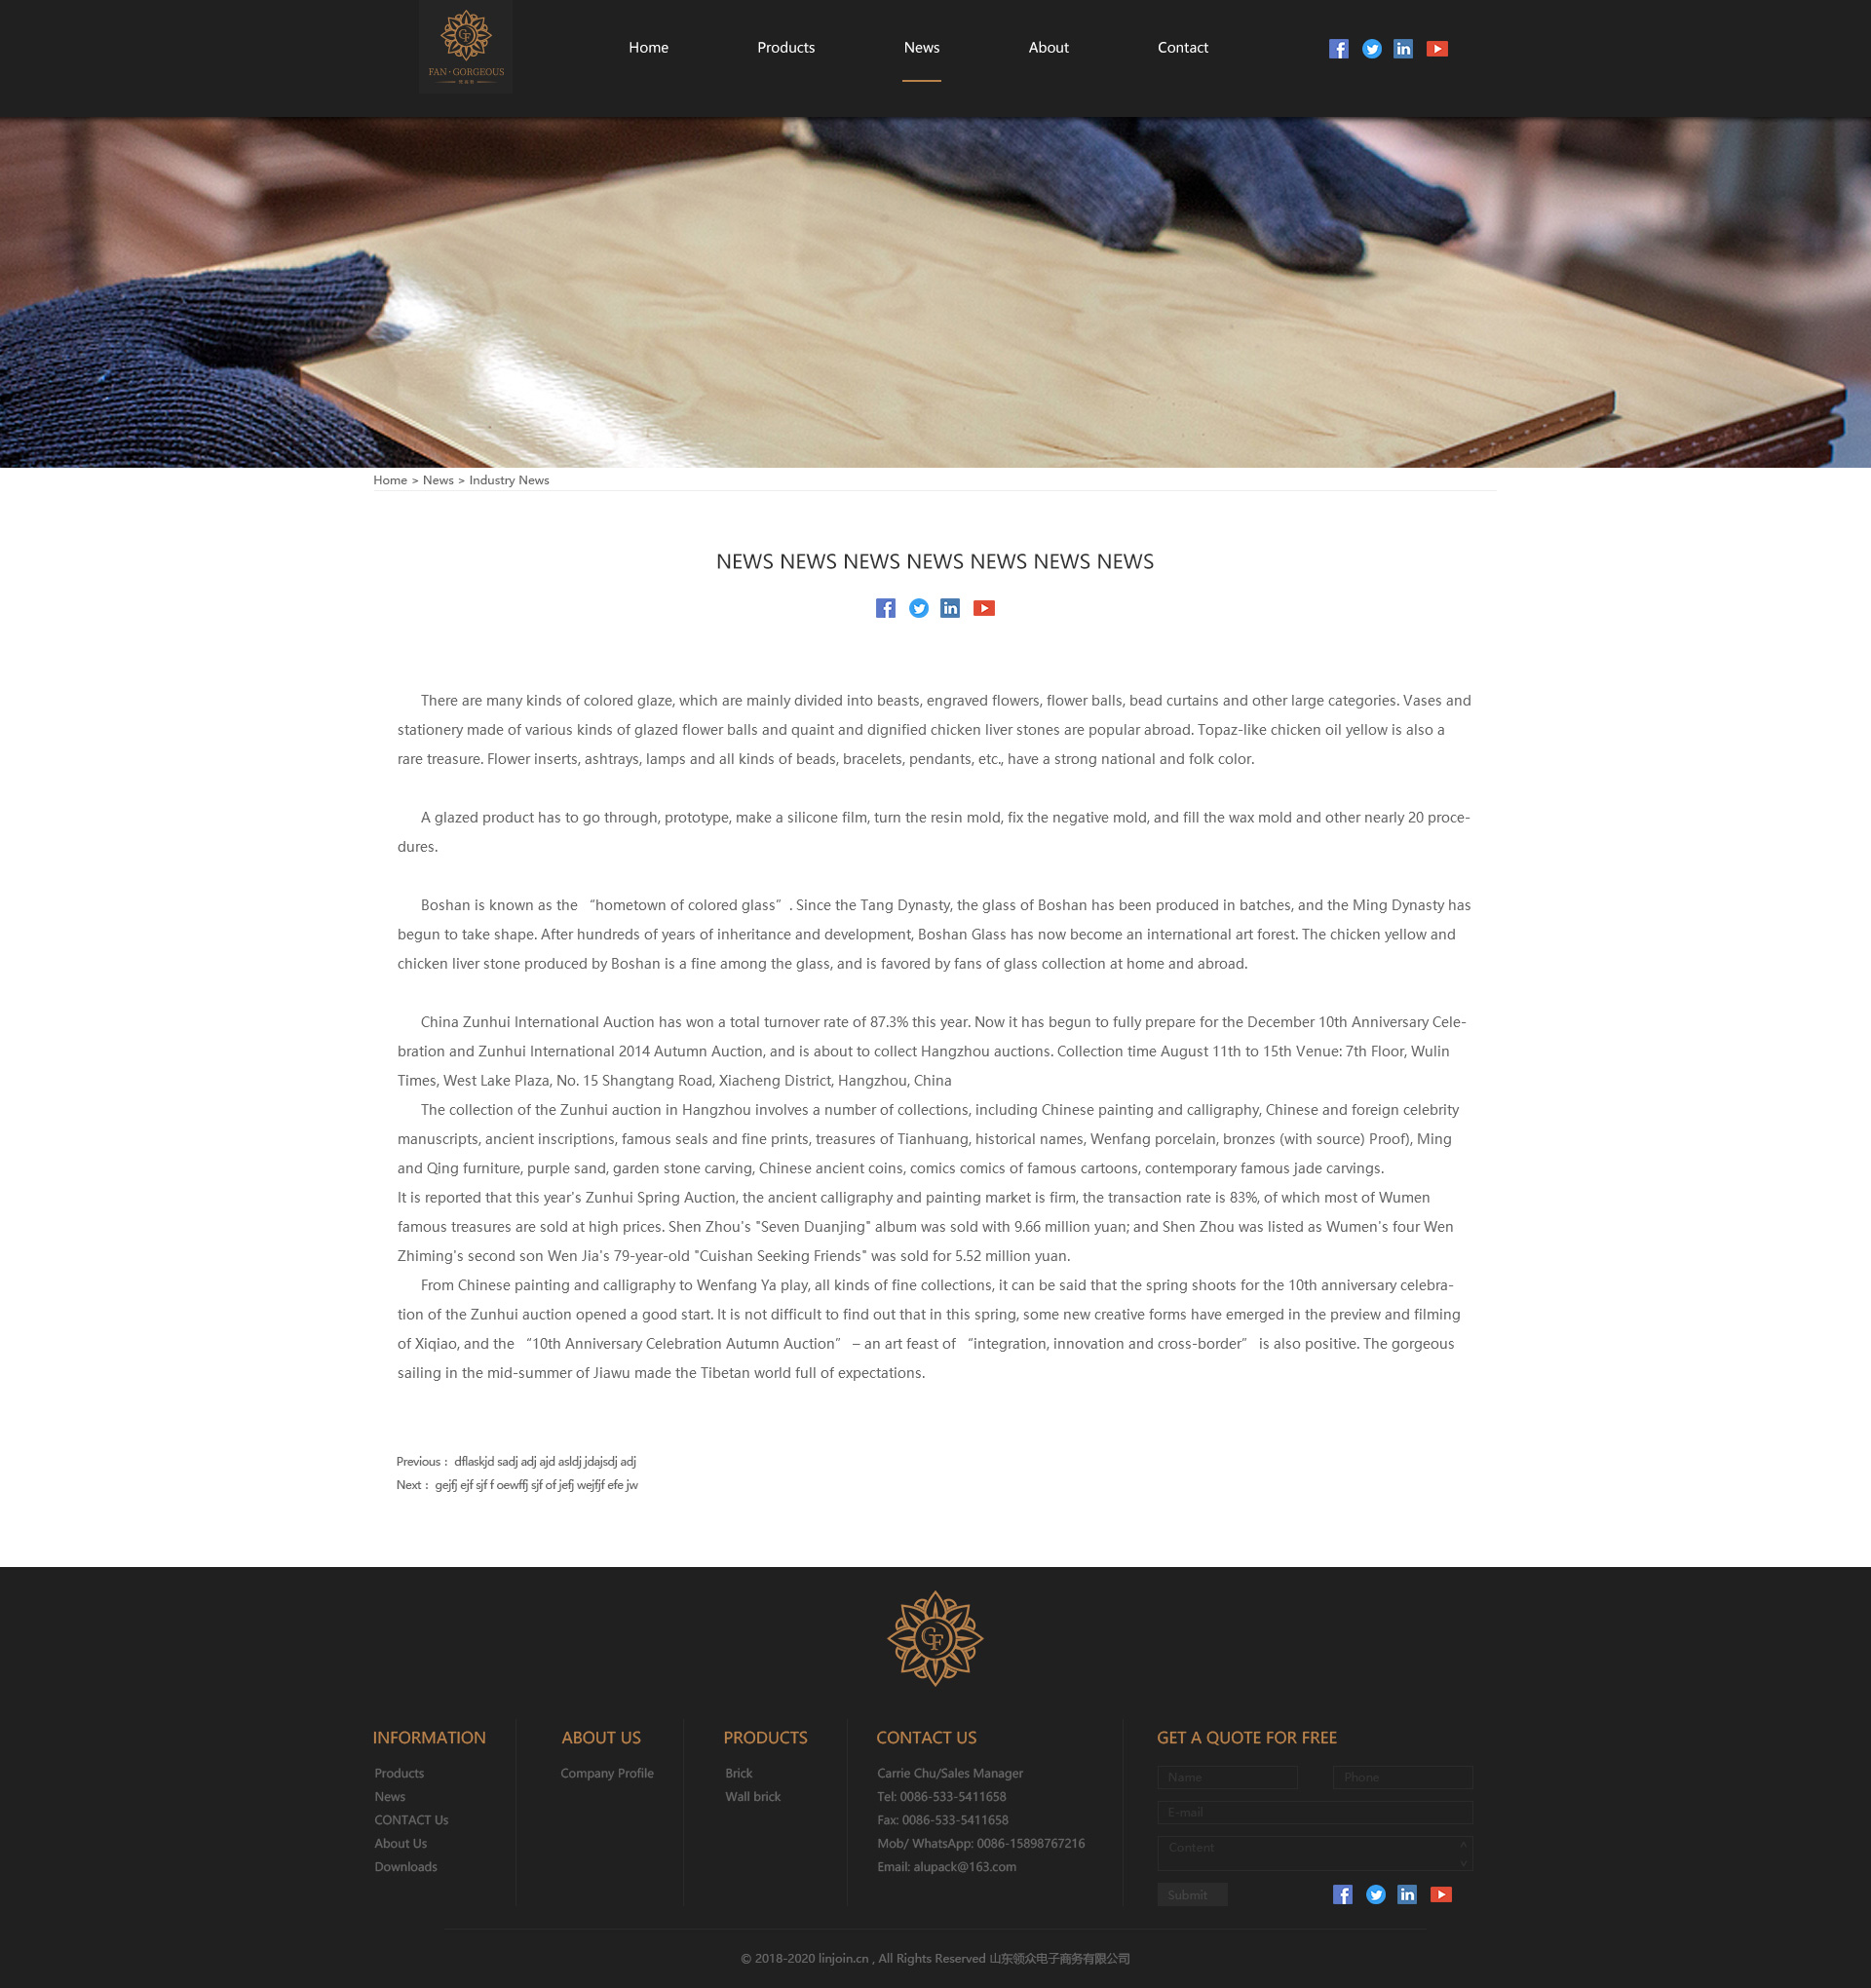 GF
FAN·GORGEOUS
Home Products News About Contact
Home > News > Industry News
NEWS NEWS NEWS NEWS NEWS NEWS NEWS
There are many kinds of colored glaze, which are mainly divided into beasts, engraved flowers, flower balls, bead curtains and other large categories. Vases and
stationery made of various kinds of glazed flower balls and quaint and dignified chicken liver stones are popular abroad. Topaz-like chicken oil yellow is also a
rare treasure. Flower inserts, ashtrays, lamps and all kinds of beads, bracelets, pendants, etc., have a strong national and folk color.
A glazed product has to go through, prototype, make a silicone film, turn the resin mold, fix the negative mold, and fill the wax mold and other nearly 20 proce-
dures.
Boshan is known as the “hometown of colored glass” . Since the Tang Dynasty, the glass of Boshan has been produced in batches, and the Ming Dynasty has
begun to take shape. After hundreds of years of inheritance and development, Boshan Glass has now become an international art forest. The chicken yellow and
chicken liver stone produced by Boshan is a fine among the glass, and is favored by fans of glass collection at home and abroad.
China Zunhui International Auction has won a total turnover rate of 87.3% this year. Now it has begun to fully prepare for the December 10th Anniversary Cele-
bration and Zunhui International 2014 Autumn Auction, and is about to collect Hangzhou auctions. Collection time August 11th to 15th Venue: 7th Floor, Wulin
Times, West Lake Plaza, No. 15 Shangtang Road, Xiacheng District, Hangzhou, China
The collection of the Zunhui auction in Hangzhou involves a number of collections, including Chinese painting and calligraphy, Chinese and foreign celebrity
manuscripts, ancient inscriptions, famous seals and fine prints, treasures of Tianhuang, historical names, Wenfang porcelain, bronzes (with source) Proof), Ming
and Qing furniture, purple sand, garden stone carving, Chinese ancient coins, comics comics of famous cartoons, contemporary famous jade carvings.
It is reported that this year's Zunhui Spring Auction, the ancient calligraphy and painting market is firm, the transaction rate is 83%, of which most of Wumen
famous treasures are sold at high prices. Shen Zhou's "Seven Duanjing" album was sold with 9.66 million yuan; and Shen Zhou was listed as Wumen's four Wen
Zhiming's second son Wen Jia's 79-year-old "Cuishan Seeking Friends" was sold for 5.52 million yuan.
From Chinese painting and calligraphy to Wenfang Ya play, all kinds of fine collections, it can be said that the spring shoots for the 10th anniversary celebra-
tion of the Zunhui auction opened a good start. It is not difficult to find out that in this spring, some new creative forms have emerged in the preview and filming
of Xiqiao, and the “10th Anniversary Celebration Autumn Auction” – an art feast of “integration, innovation and cross-border” is also positive. The gorgeous
sailing in the mid-summer of Jiawu made the Tibetan world full of expectations.
Previous : dflaskjd sadj adj ajd asldj jdajsdj adj
Next : gejfj ejf sjf f oewffj sjf of jefj wejfjf efe jw
GF
INFORMATION
Products
News
CONTACT Us
About Us
Downloads
ABOUT US
Company Profile
PRODUCTS
Brick
Wall brick
CONTACT US
Carrie Chu/Sales Manager
Tel: 0086-533-5411658
Fax: 0086-533-5411658
Mob/ WhatsApp: 0086-15898767216
Email: alupack@163.com
GET A QUOTE FOR FREE
Name Phone
E-mail
Content
Submit
© 2018-2020 linjoin.cn , All Rights Reserved 山东领众电子商务有限公司